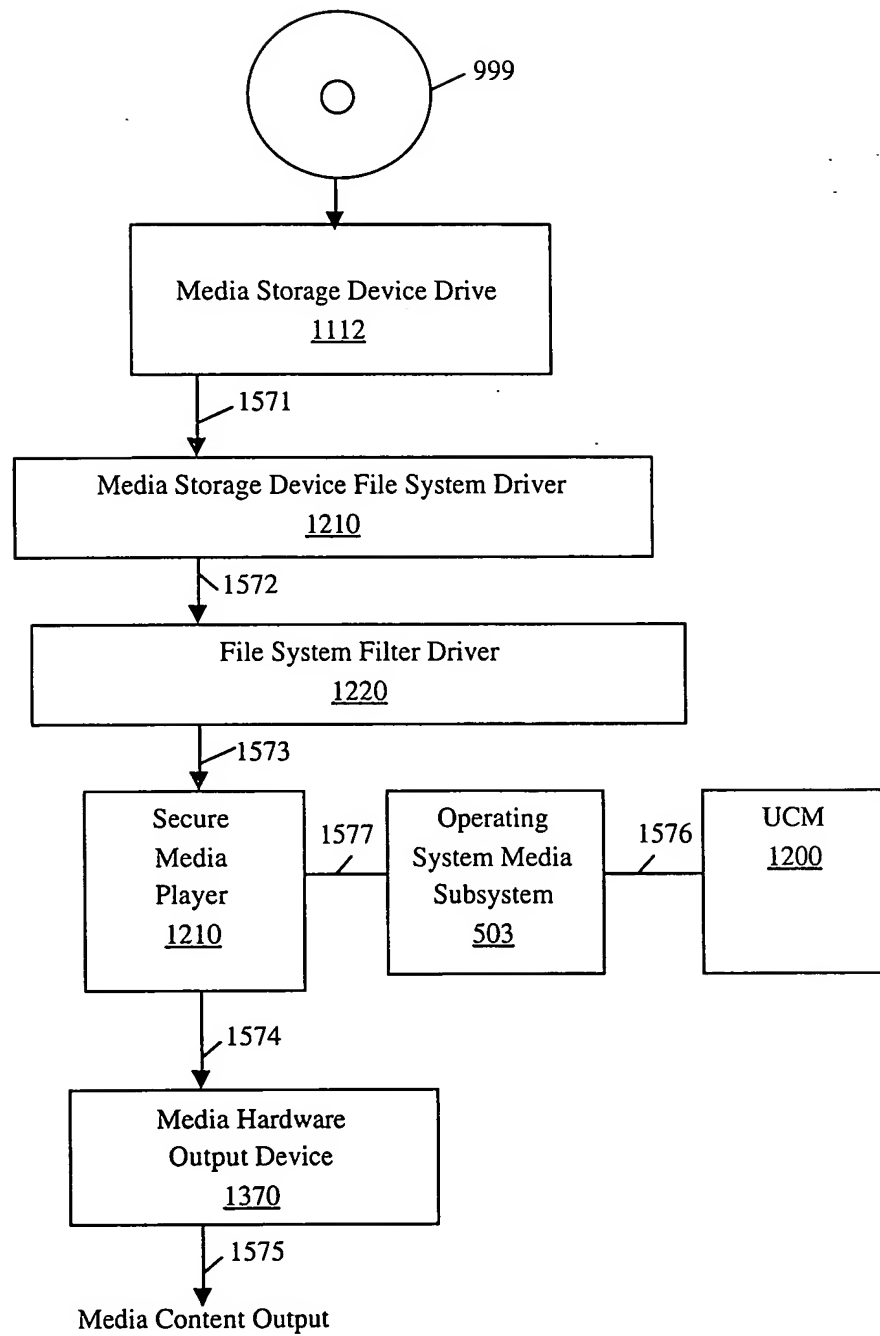 999
Media Storage Device Drive
1112
1571
Media Storage Device File System Driver
1210
1572
File System Filter Driver
1220
1573
Secure
Media
Player
1210
1577
Operating
System Media
Subsystem
503
1576
UCM
1200
1574
Media Hardware
Output Device
1370
1575
Media Content Output